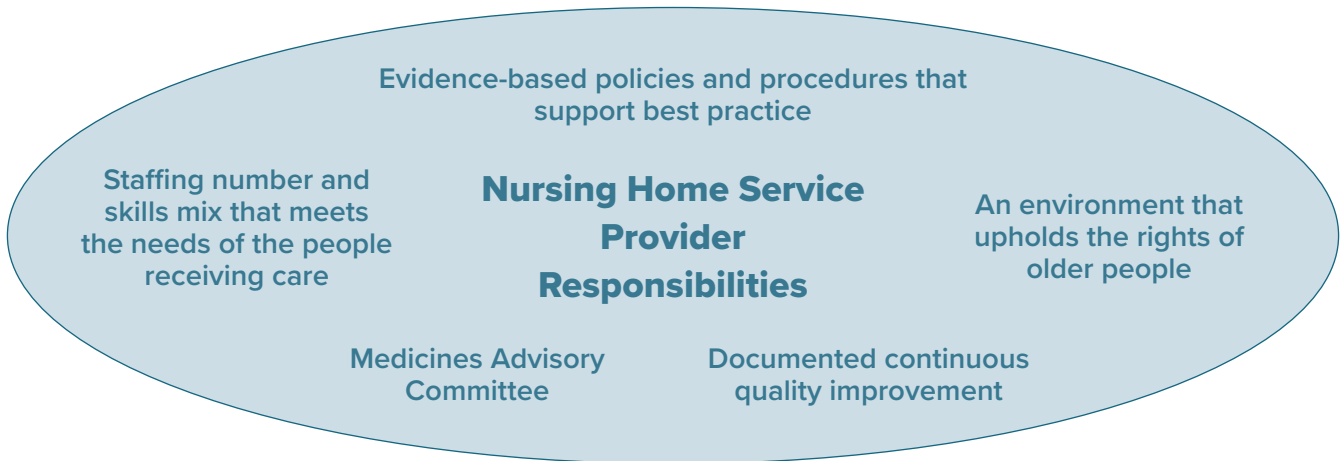 Evidence-based policies and procedures that
support best practice
Staffing number and
skills mix that meets
the needs of the people
receiving care
Nursing Home Service
Provider
Responsibilities
An environment that
upholds the rights of
older people
Medicines Advisory
Committee
Documented continuous
quality improvement